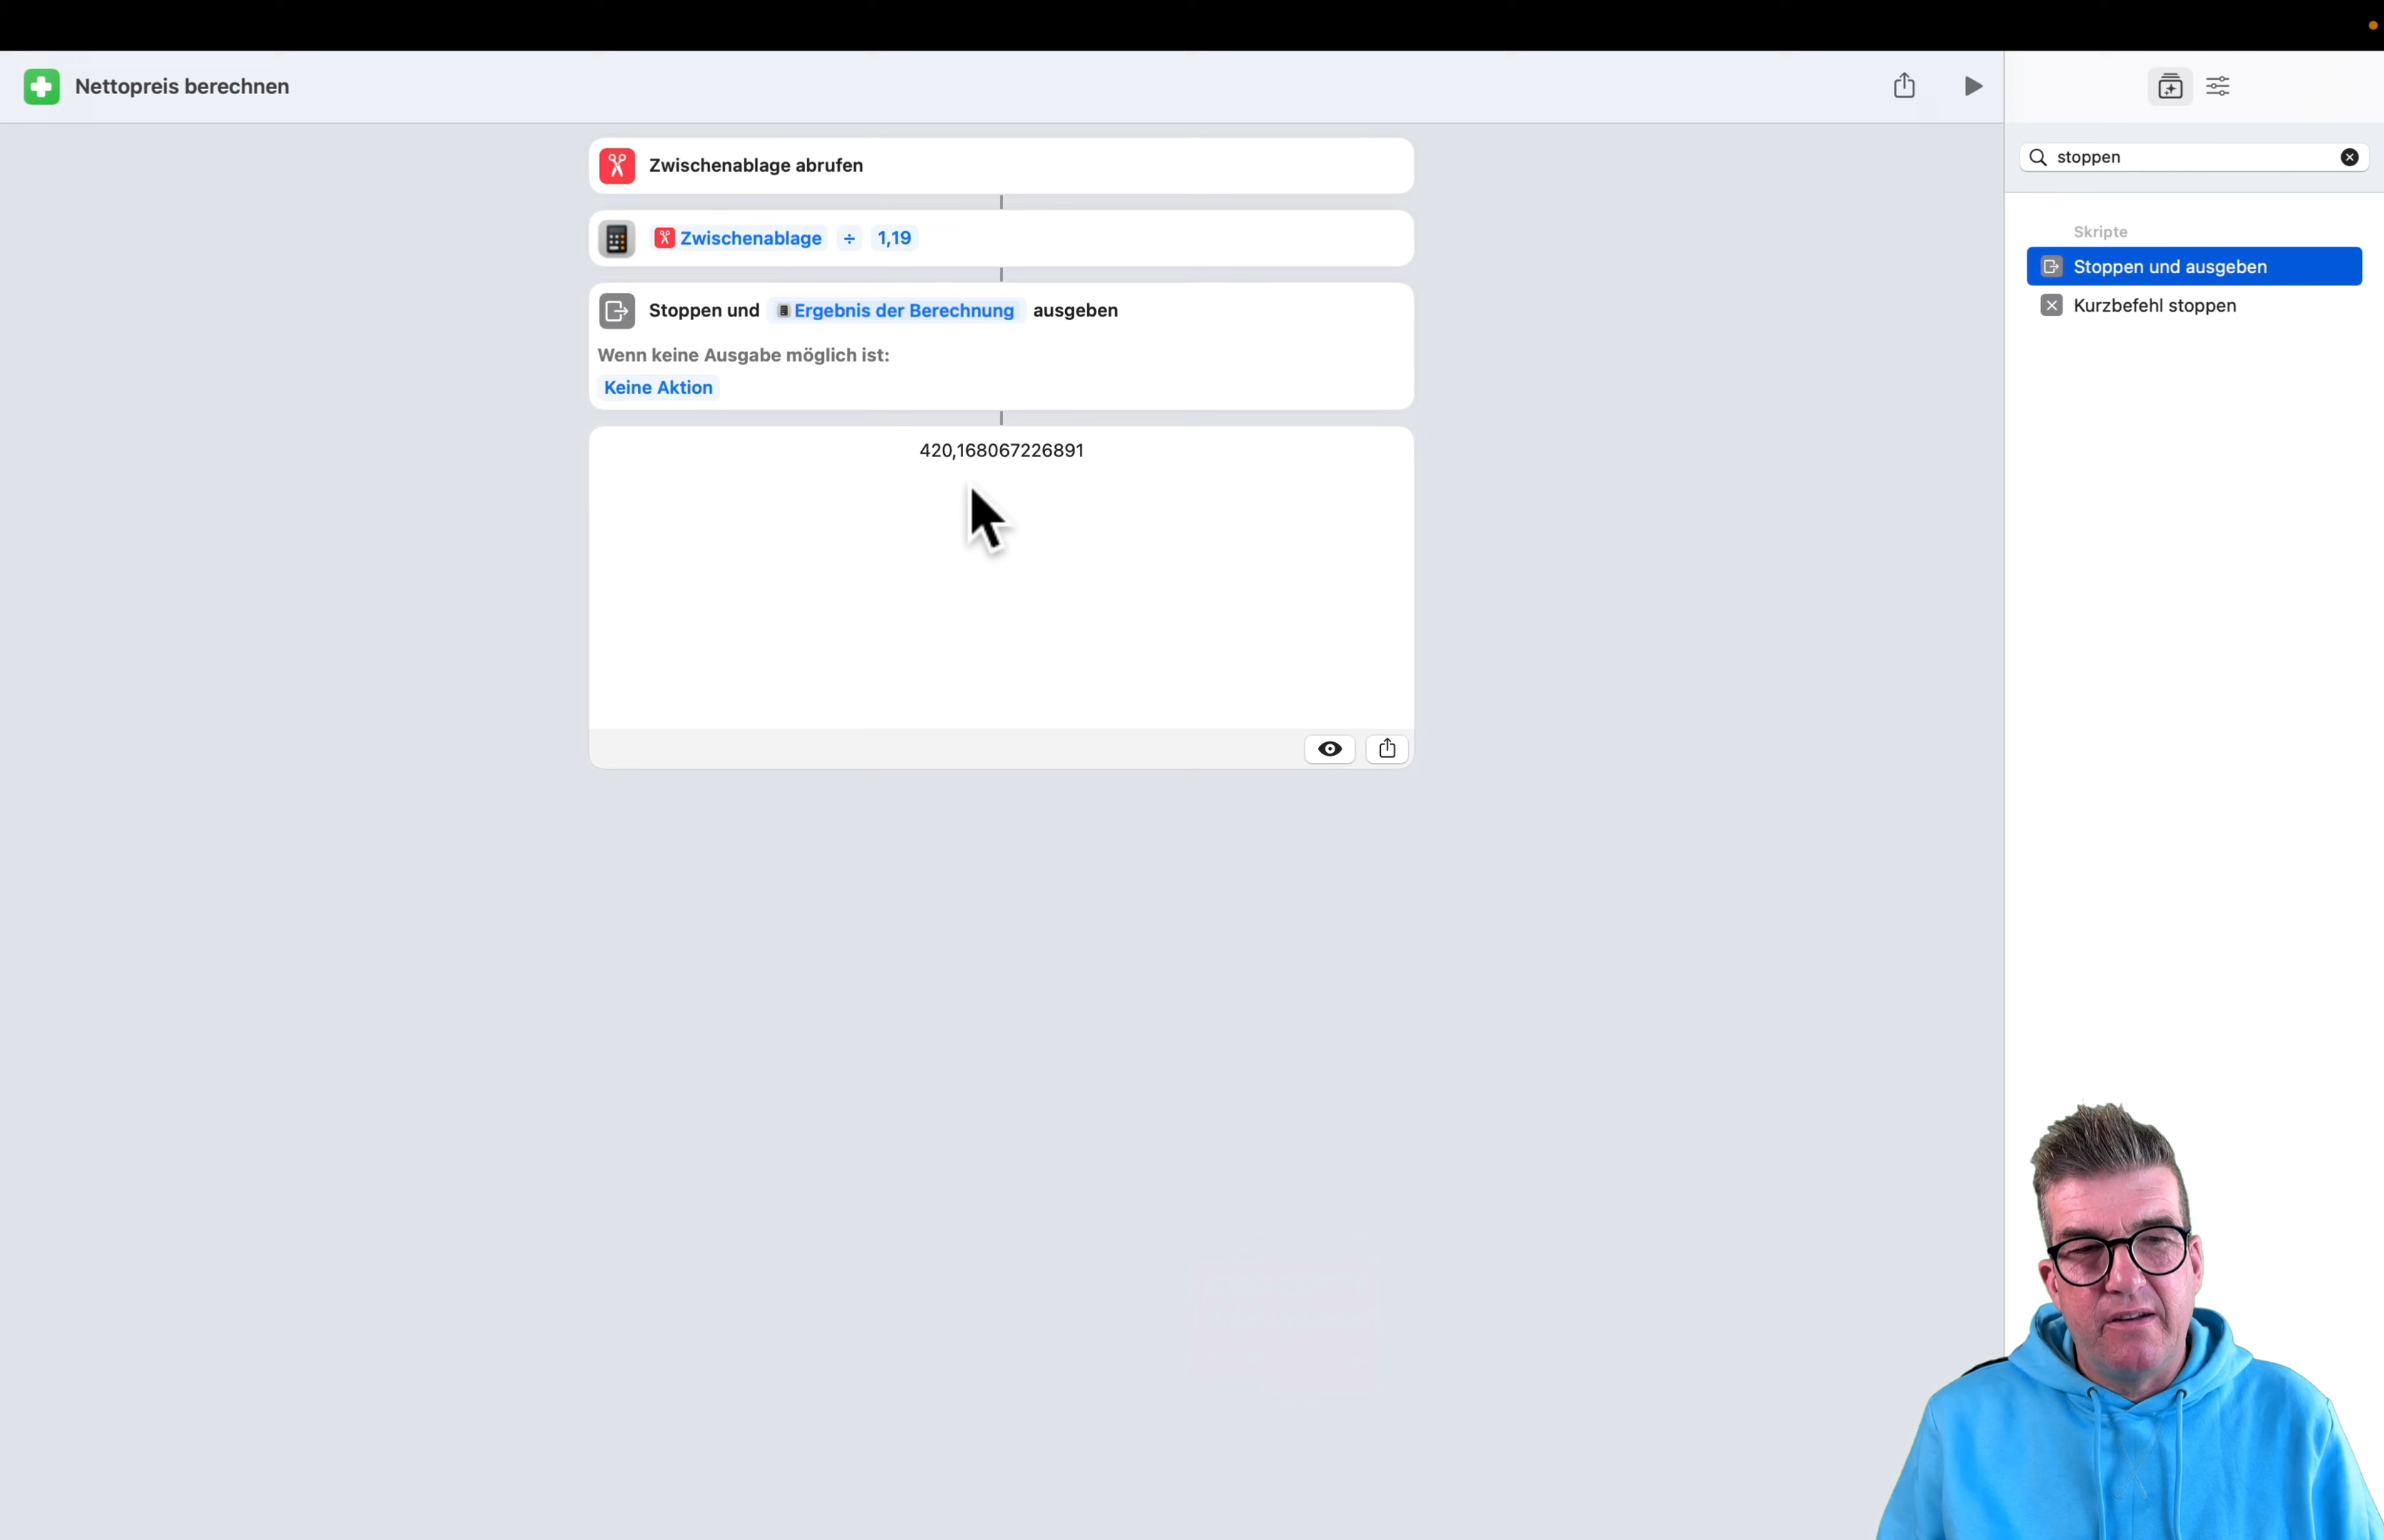 Nettopreis berechnen
Zwischenablage abrufen
Zwischenablage ÷ 1,19
Stoppen und Ergebnis der Berechnung ausgeben
Wenn keine Ausgabe möglich ist:
Keine Aktion
420,168067226891
stoppen
Skripte
Stoppen und ausgeben
Kurzbefehl stoppen